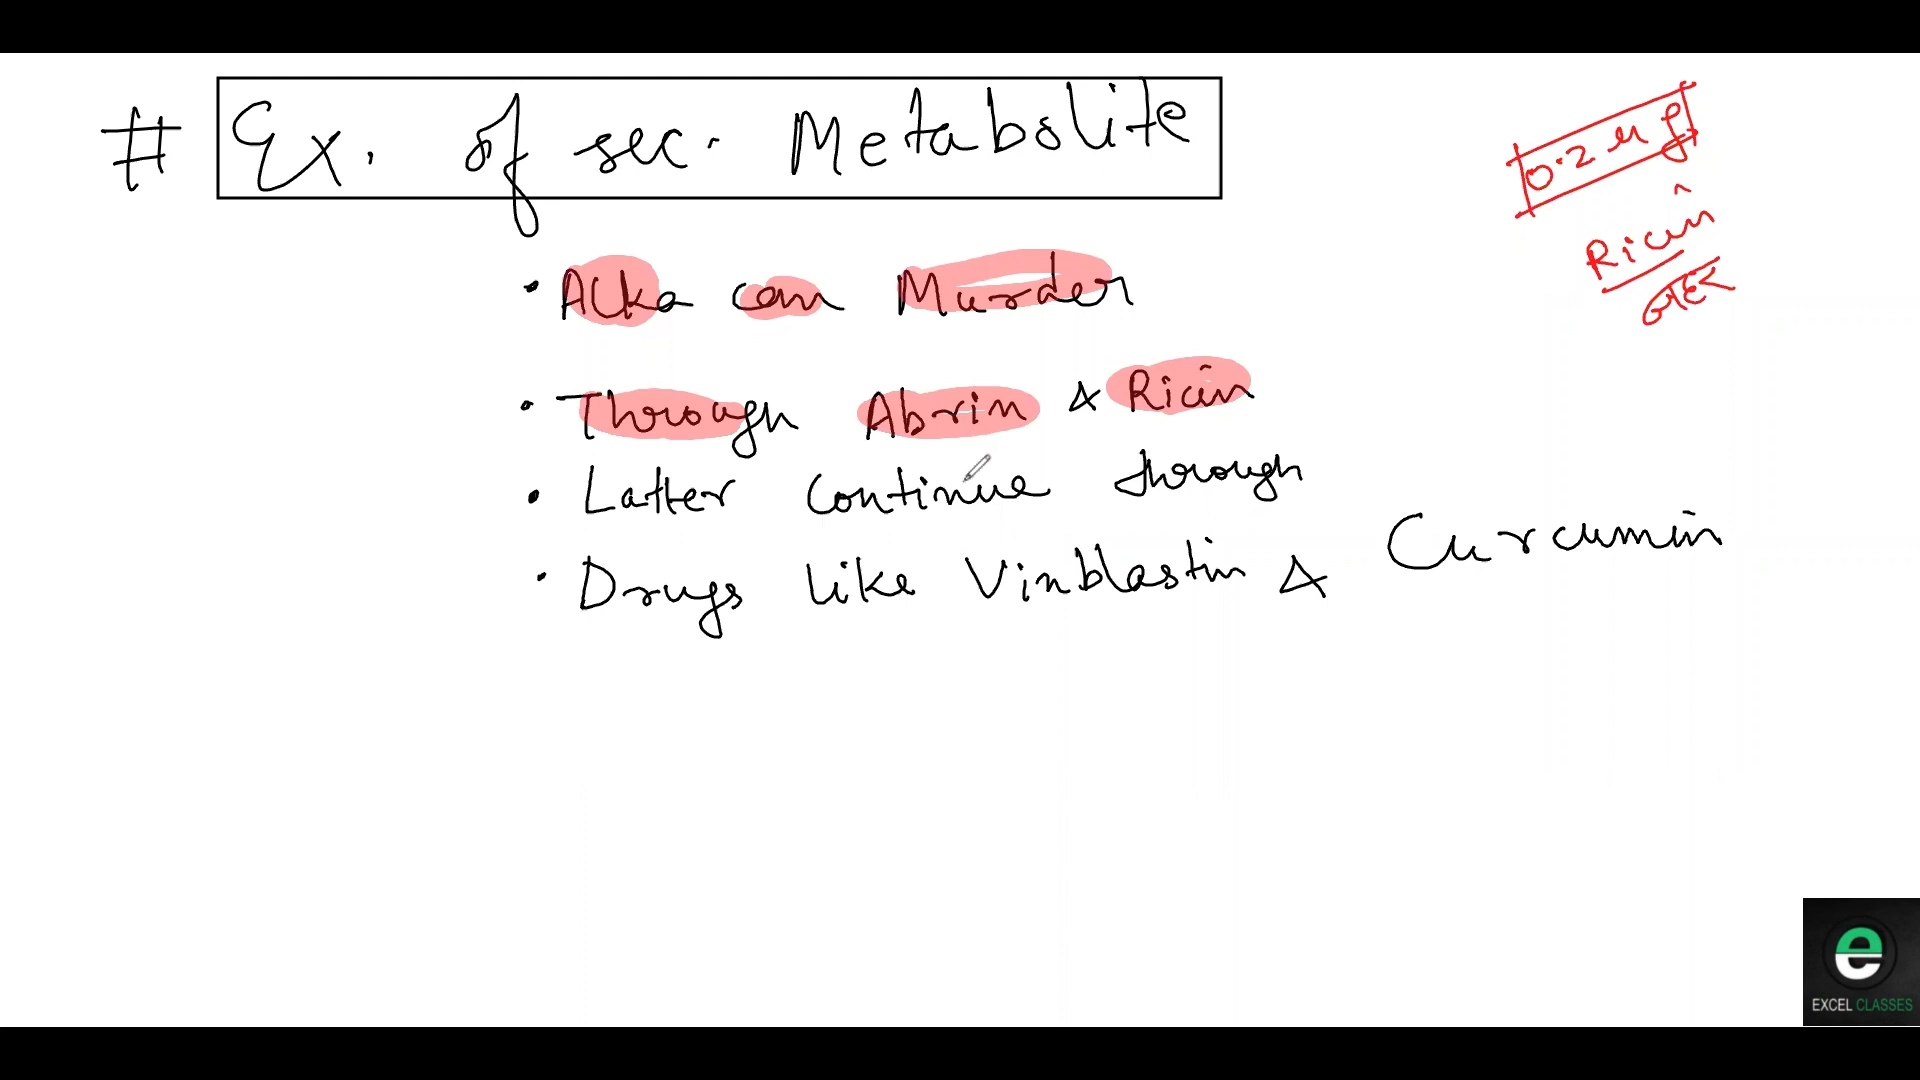 # Ex. of sec. Metabolite
0.2 μg
Ricin
जहर
• Alka can Murder
• Through Abrin & Ricin
• Latter continue through
• Drugs like Vinblastin & Curcumin
e
EXCEL CLASSES